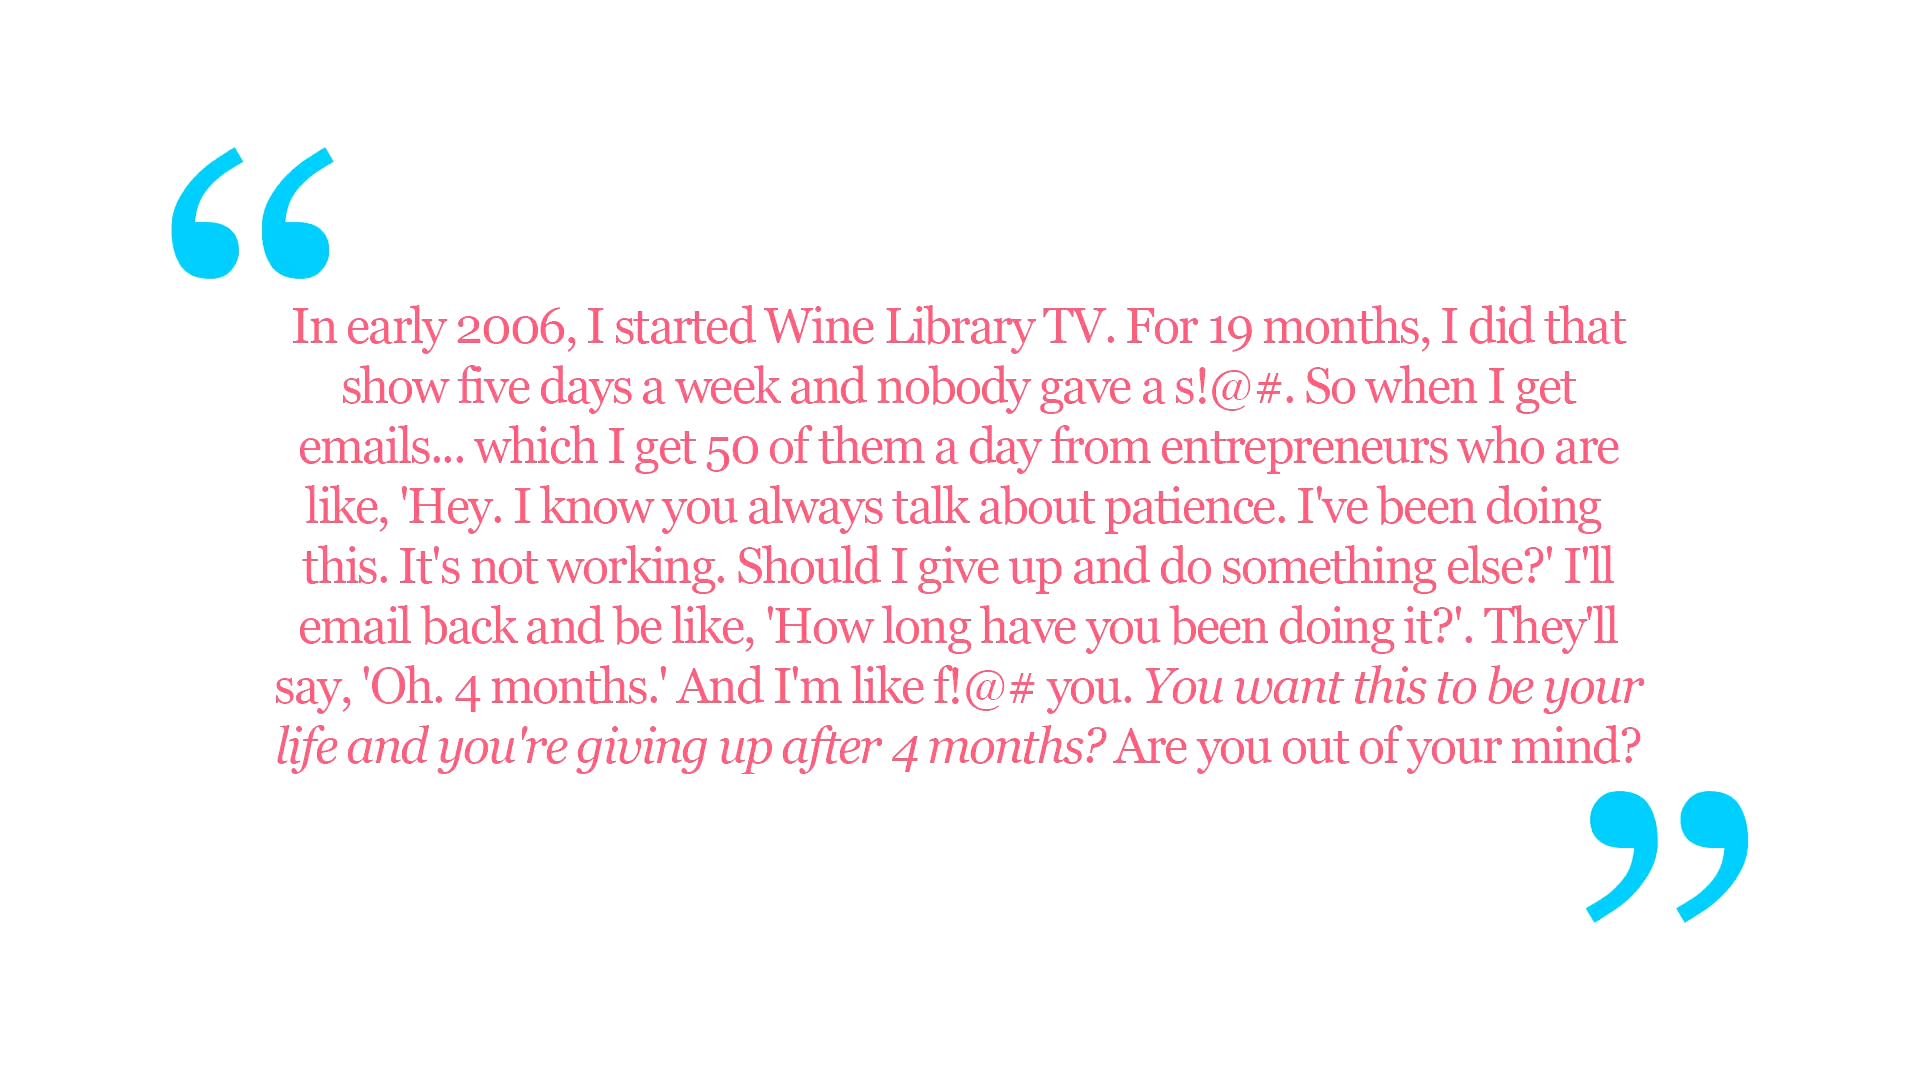 “
In early 2006, I started Wine Library TV. For 19 months, I did that
show five days a week and nobody gave a s!@#. So when I get
emails... which I get 50 of them a day from entrepreneurs who are
like, 'Hey. I know you always talk about patience. I've been doing
this. It's not working. Should I give up and do something else?' I'll
email back and be like, 'How long have you been doing it?'. They'll
say, 'Oh. 4 months.' And I'm like f!@# you. You want this to be your
life and you're giving up after 4 months? Are you out of your mind?
”